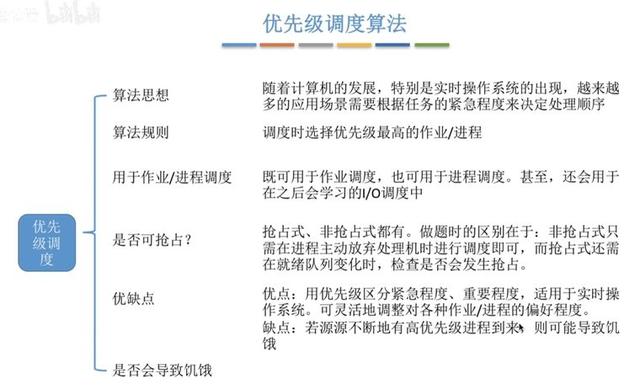 bilibili
优先级调度算法
算法思想
随着计算机的发展，特别是实时操作系统的出现，越来越
多的应用场景需要根据任务的紧急程度来决定处理顺序
算法规则
调度时选择优先级最高的作业/进程
用于作业/进程调度
既可用于作业调度，也可用于进程调度。甚至，还会用于
在之后会学习的I/O调度中
优先
级调
度
是否可抢占？
抢占式、非抢占式都有。做题时的区别在于：非抢占式只
需在进程主动放弃处理机时进行调度即可，而抢占式还需
在就绪队列变化时，检查是否会发生抢占。
优缺点
优点：用优先级区分紧急程度、重要程度，适用于实时操
作系统。可灵活地调整对各种作业/进程的偏好程度。
缺点：若源源不断地有高优先级进程到来，则可能导致饥
饿
是否会导致饥饿